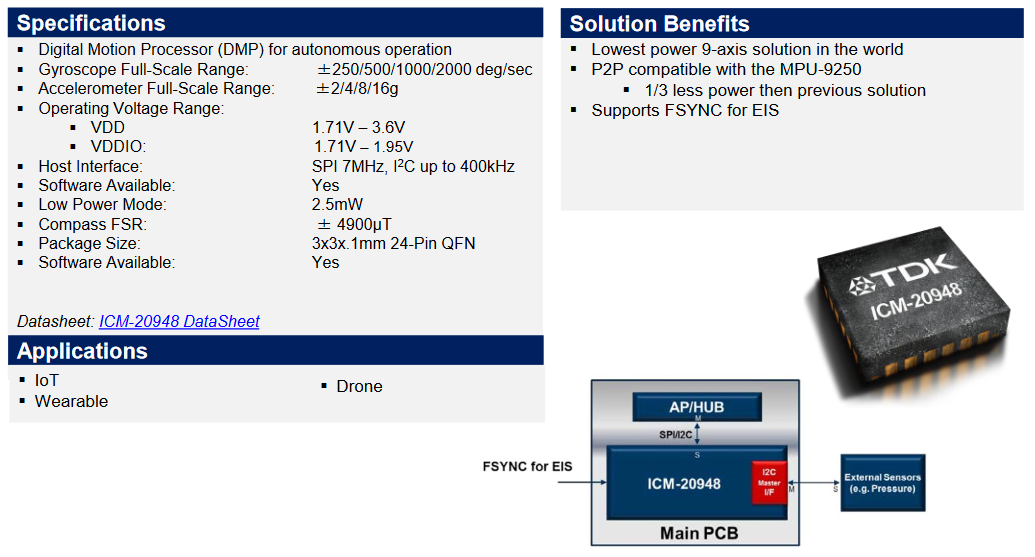 Specifications
▪ Digital Motion Processor (DMP) for autonomous operation
▪ Gyroscope Full-Scale Range: ±250/500/1000/2000 deg/sec
▪ Accelerometer Full-Scale Range: ±2/4/8/16g
▪ Operating Voltage Range:
▪ VDD 1.71V – 3.6V
▪ VDDIO: 1.71V – 1.95V
▪ Host Interface: SPI 7MHz, I²C up to 400kHz
▪ Software Available: Yes
▪ Low Power Mode: 2.5mW
▪ Compass FSR: ± 4900µT
▪ Package Size: 3x3x.1mm 24-Pin QFN
▪ Software Available: Yes
Datasheet: ICM-20948 DataSheet
Applications
▪ IoT
▪ Wearable
▪ Drone
Solution Benefits
▪ Lowest power 9-axis solution in the world
▪ P2P compatible with the MPU-9250
▪ 1/3 less power then previous solution
▪ Supports FSYNC for EIS
TDK
ICM-20948
AP/HUB
M
SPI/I2C
S
FSYNC for EIS
ICM-20948
I2C
Master
I/F
M
S
External Sensors
(e.g. Pressure)
Main PCB